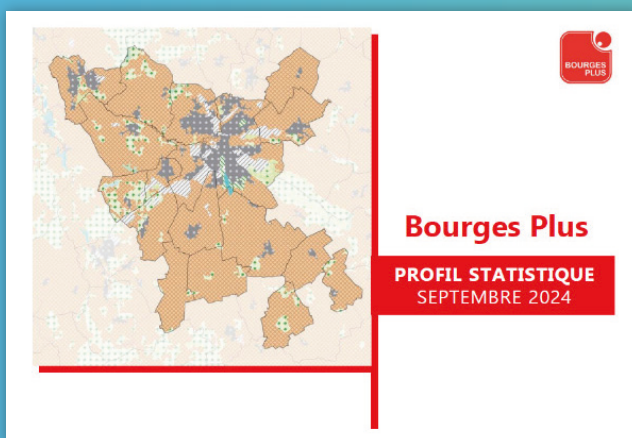 BOURGES
PLUS
Bourges Plus
PROFIL STATISTIQUE
SEPTEMBRE 2024